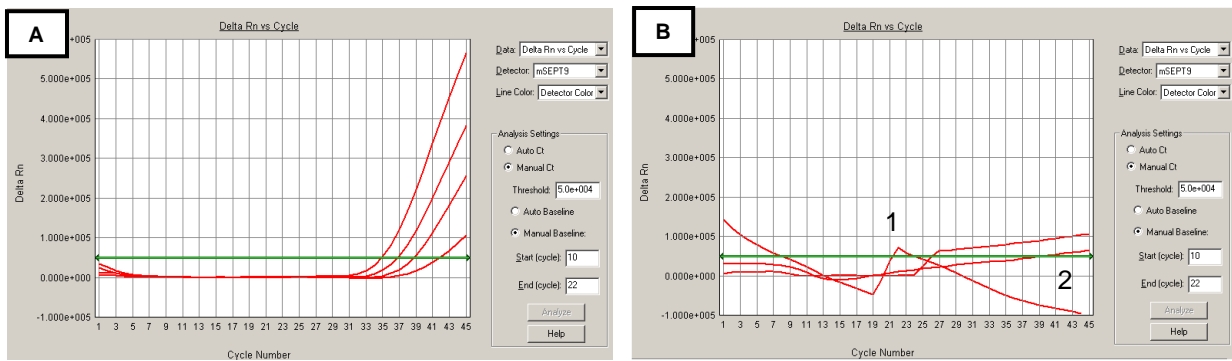 A
Delta Rn vs Cycle
+005
5.000e+005
4.000e+005
3.000e+005
2.000e+005
1.000e+005
0.000e+005
-1.000e+005
Delta Rn
1 3 5 7 9 11 13 15 17 19 21 23 25 27 29 31 33 35 37 39 41 43 45
Cycle Number
Data: Delta Rn vs Cycle
Detector: mSEPT9
Line Color: Detector Color
Analysis Settings
Auto Ct
Manual Ct
Threshold: 5.0e+004
Auto Baseline
Manual Baseline:
Start (cycle): 10
End (cycle): 22
Analyze
Help
B
Delta Rn vs Cycle
+005
5.000e+005
4.000e+005
3.000e+005
2.000e+005
1.000e+005
0.000e+005
-1.000e+005
Delta Rn
1
2
1 3 5 7 9 11 13 15 17 19 21 23 25 27 29 31 33 35 37 39 41 43 45
Cycle Number
Data: Delta Rn vs Cycle
Detector: mSEPT9
Line Color: Detector Color
Analysis Settings
Auto Ct
Manual Ct
Threshold: 5.0e+004
Auto Baseline
Manual Baseline:
Start (cycle): 10
End (cycle): 22
Analyze
Help